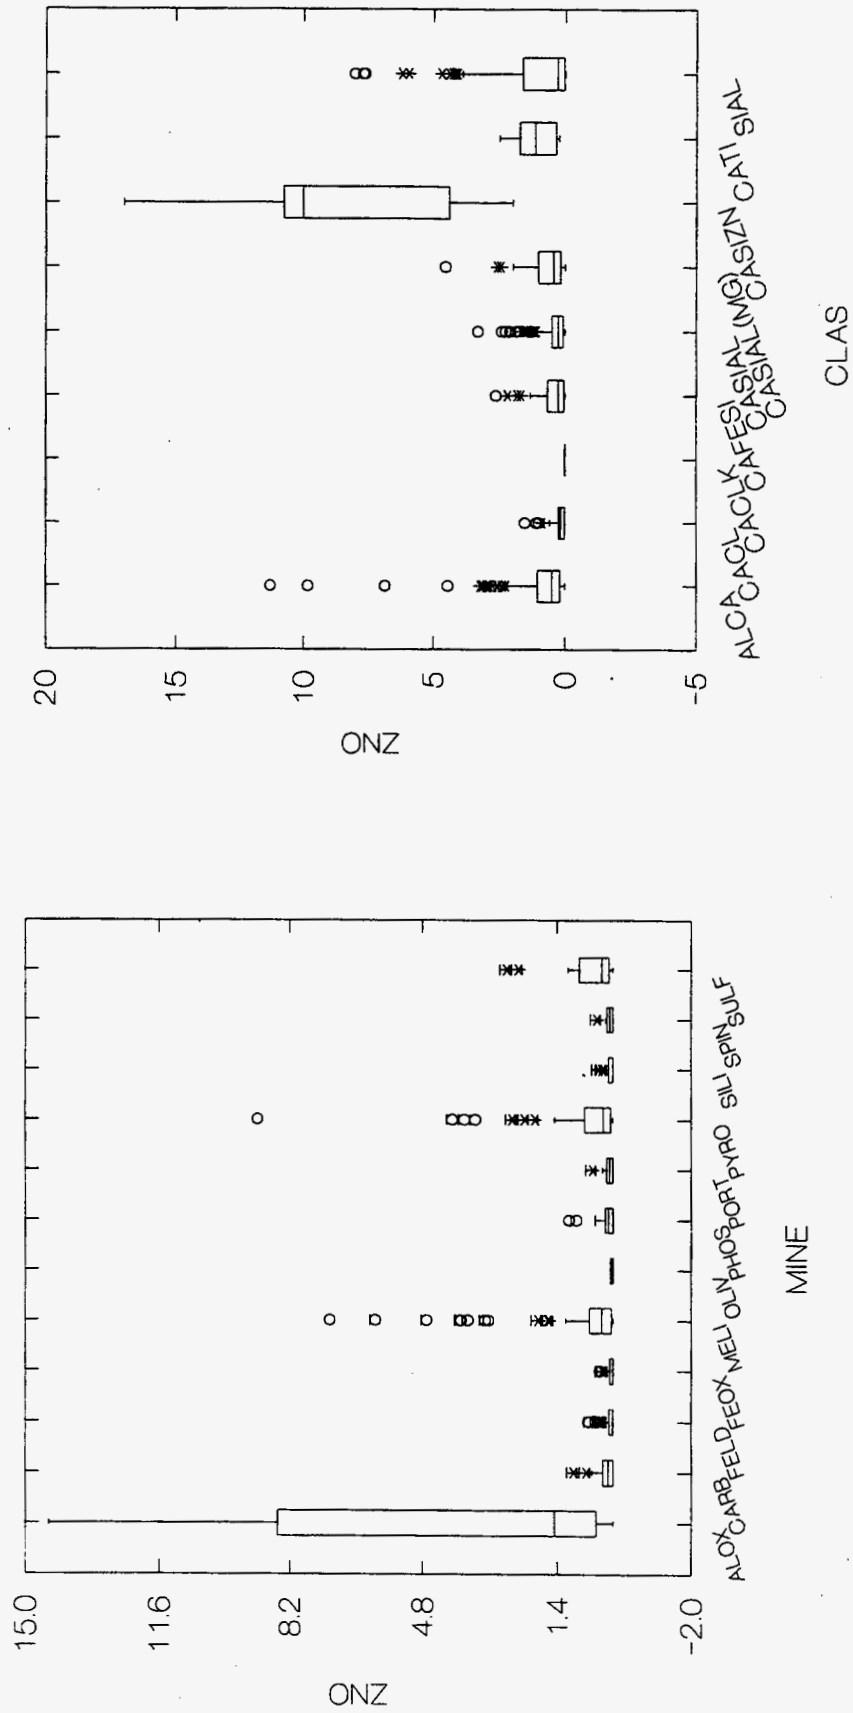 15.0
11.6
8.2
4.8
1.4
-2.0
ZNO
ALOX
CARB
FELD
FEOX
MELI
OLIV
PHOS
PORT
PYRO
SILI
SPIN
SULF
MINE
20
15
10
5
0
-5
ZNO
ALCA
CACL
CACLK
CAFESI
CASIAL
CASIAL(MG)
CASIZN
CATI
SIAL
CLAS